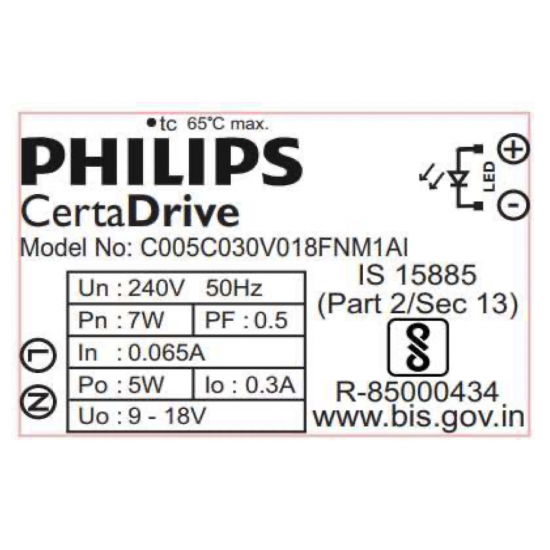 tc 65°C max.
PHILIPS
CertaDrive
Model No: C005C030V018FNM1AI
Un : 240V 50Hz
Pn : 7W PF : 0.5
In : 0.065A
Po : 5W Io : 0.3A
Uo : 9 - 18V
L
N
+
LED
-
IS 15885
(Part 2/Sec 13)
R-85000434
www.bis.gov.in